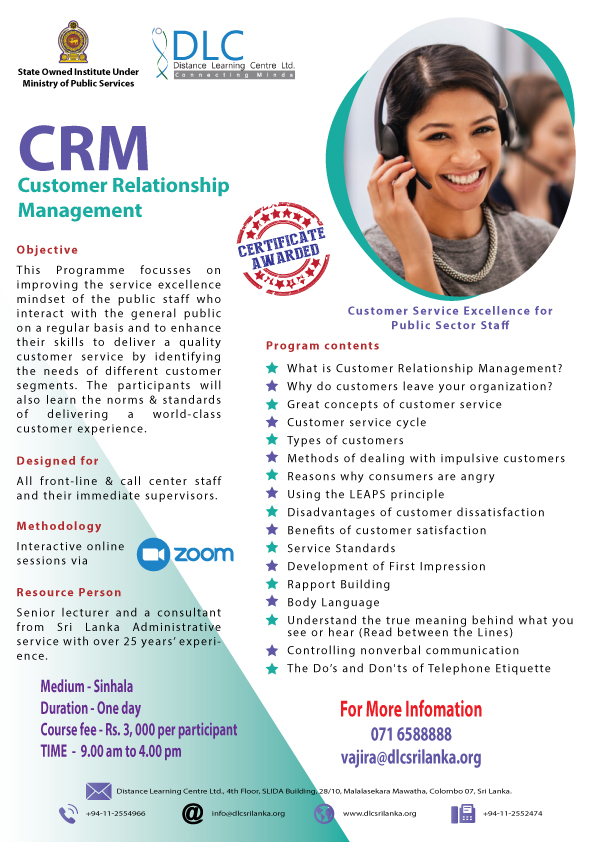 State Owned Institute Under
Ministry of Public Services
DLC
Distance Learning Centre Ltd.
Connecting Minds
CRM
Customer Relationship
Management
CERTIFICATE
AWARDED
Objective
This Programme focusses on
improving the service excellence
mindset of the public staff who
interact with the general public
on a regular basis and to enhance
their skills to deliver a quality
customer service by identifying
the needs of different customer
segments. The participants will
also learn the norms & standards
of delivering a world-class
customer experience.
Designed for
All front-line & call center staff
and their immediate supervisors.
Methodology
Interactive online
sessions via
zoom
Resource Person
Senior lecturer and a consultant
from Sri Lanka Administrative
service with over 25 years’ experi-
ence.
Medium - Sinhala
Duration - One day
Course fee - Rs. 3, 000 per participant
TIME - 9.00 am to 4.00 pm
Customer Service Excellence for
Public Sector Staff
Program contents
What is Customer Relationship Management?
Why do customers leave your organization?
Great concepts of customer service
Customer service cycle
Types of customers
Methods of dealing with impulsive customers
Reasons why consumers are angry
Using the LEAPS principle
Disadvantages of customer dissatisfaction
Benefits of customer satisfaction
Service Standards
Development of First Impression
Rapport Building
Body Language
Understand the true meaning behind what you
see or hear (Read between the Lines)
Controlling nonverbal communication
The Do’s and Don'ts of Telephone Etiquette
For More Infomation
071 6588888
vajira@dlcsrilanka.org
Distance Learning Centre Ltd., 4th Floor, SLIDA Building, 28/10, Malalasekara Mawatha, Colombo 07, Sri Lanka.
+94-11-2554966
@
info@dlcsrilanka.org
www.dlcsrilanka.org
+94-11-2552474